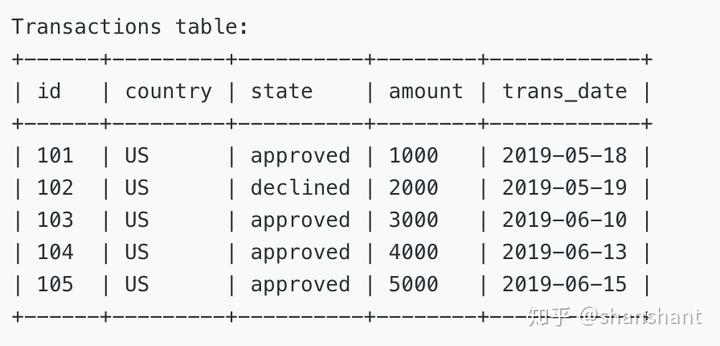 Transactions table:
+------+---------+----------+--------+------------+
| id   | country | state    | amount | trans_date |
+------+---------+----------+--------+------------+
| 101  | US      | approved | 1000   | 2019-05-18 |
| 102  | US      | declined | 2000   | 2019-05-19 |
| 103  | US      | approved | 3000   | 2019-06-10 |
| 104  | US      | approved | 4000   | 2019-06-13 |
| 105  | US      | approved | 5000   | 2019-06-15 |
+------+---------+----------+--------+------------+
知乎 @shanshant